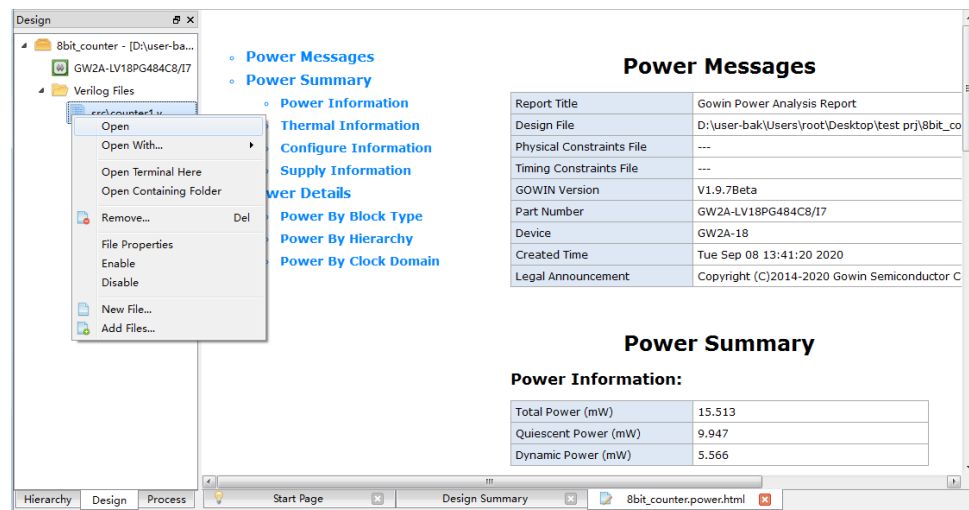 Design
8bit_counter - [D:\user-ba...
GW2A-LV18PG484C8/I7
Verilog Files
src\counter1.v
Open
Open With...
Open Terminal Here
Open Containing Folder
Remove... Del
File Properties
Enable
Disable
New File...
Add Files...
Power Messages
Power Summary
Power Information
Thermal Information
Configure Information
Supply Information
wer Details
Power By Block Type
Power By Hierarchy
Power By Clock Domain
Power Messages
Report Title Gowin Power Analysis Report
Design File D:\user-bak\Users\root\Desktop\test prj\8bit_co
Physical Constraints File ---
Timing Constraints File ---
GOWIN Version V1.9.7Beta
Part Number GW2A-LV18PG484C8/I7
Device GW2A-18
Created Time Tue Sep 08 13:41:20 2020
Legal Announcement Copyright (C)2014-2020 Gowin Semiconductor C
Power Summary
Power Information:
Total Power (mW) 15.513
Quiescent Power (mW) 9.947
Dynamic Power (mW) 5.566
Hierarchy Design Process Start Page Design Summary 8bit_counter.power.html